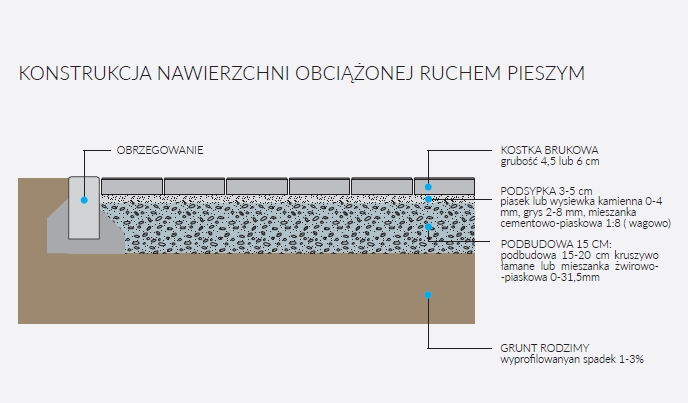 KONSTRUKCJA NAWIERZCHNI OBCIĄŻONEJ RUCHEM PIESZYM
OBRZEGOWANIE
KOSTKA BRUKOWA
grubość 4,5 lub 6 cm
PODSYPKA 3-5 cm
piasek lub wysiewka kamienna 0-4
mm, grys 2-8 mm, mieszanka
cementowo-piaskowa 1:8 ( wagowo)
PODBUDOWA 15 CM:
podbudowa 15-20 cm kruszywo
łamane lub mieszanka żwirowo-
-piaskowa 0-31,5mm
GRUNT RODZIMY
wyprofilowanyan spadek 1-3%